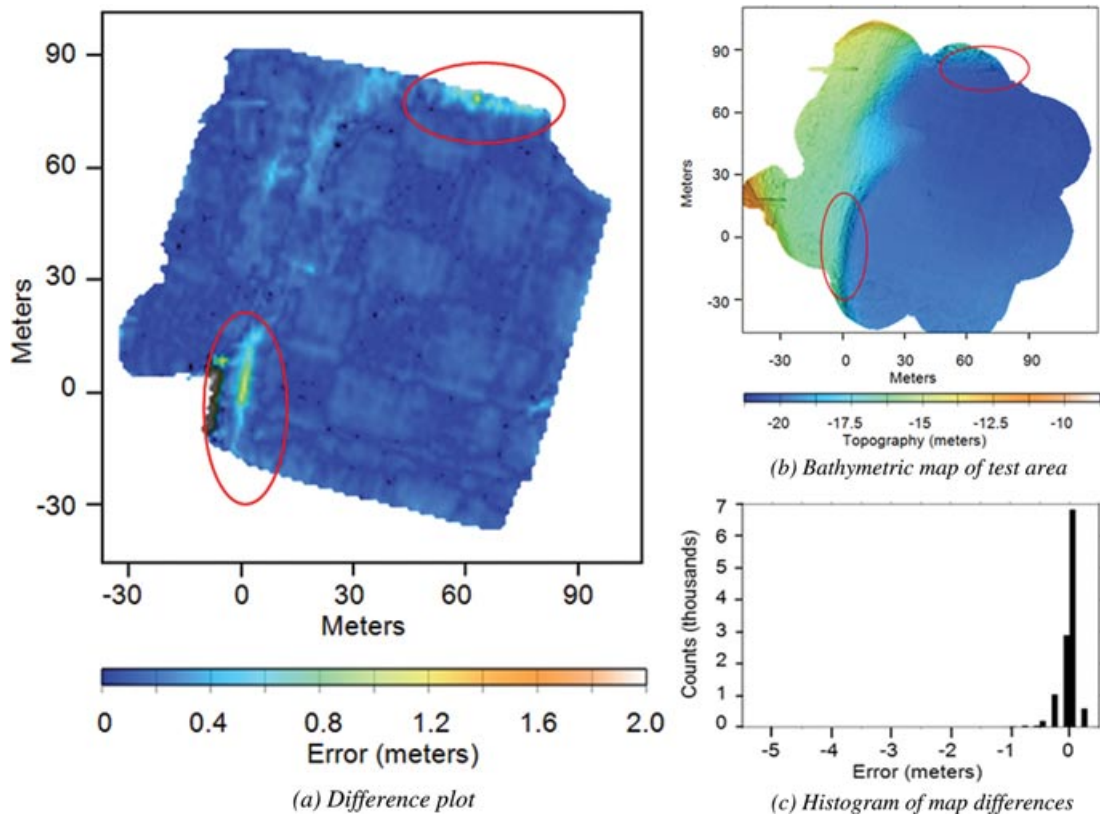 90
60
30
0
-30
Meters
-30 0 30 60 90
Meters
0 0.4 0.8 1.2 1.6 2.0
Error (meters)
(a) Difference plot
90
60
30
0
-30
Meters
-30 0 30 60 90
Meters
-20 -17.5 -15 -12.5 -10
Topography (meters)
(b) Bathymetric map of test area
7
6
5
4
3
2
1
0
Counts (thousands)
-5 -4 -3 -2 -1 0
Error (meters)
(c) Histogram of map differences